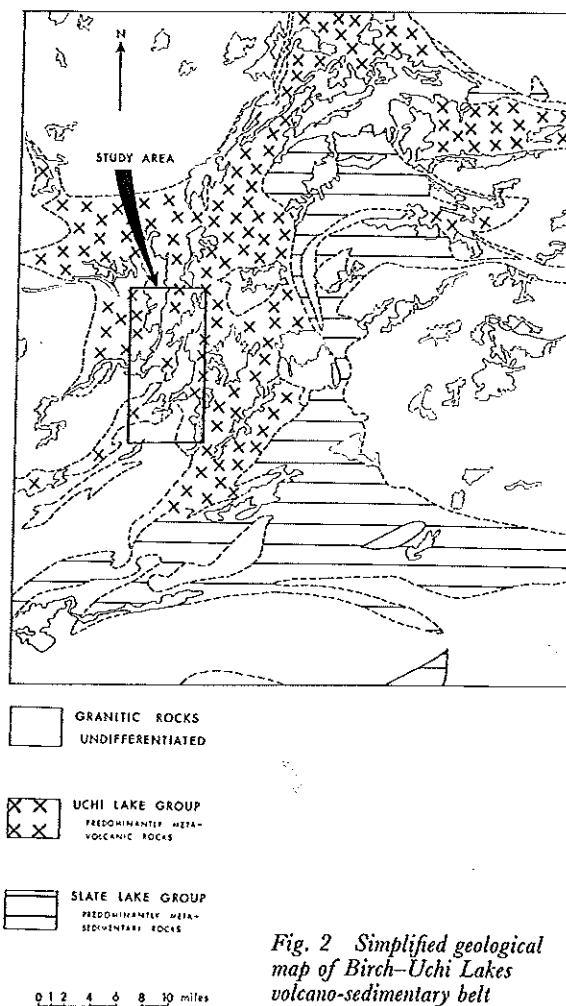 N
STUDY AREA
GRANITIC ROCKS
UNDIFFERENTIATED
UCHI LAKE GROUP
PREDOMINANTLY META-
VOLCANIC ROCKS
SLATE LAKE GROUP
PREDOMINANTLY META-
SEDIMENTARY ROCKS
0 1 2 4 6 8 10 miles
Fig. 2 Simplified geological
map of Birch–Uchi Lakes
volcano-sedimentary belt